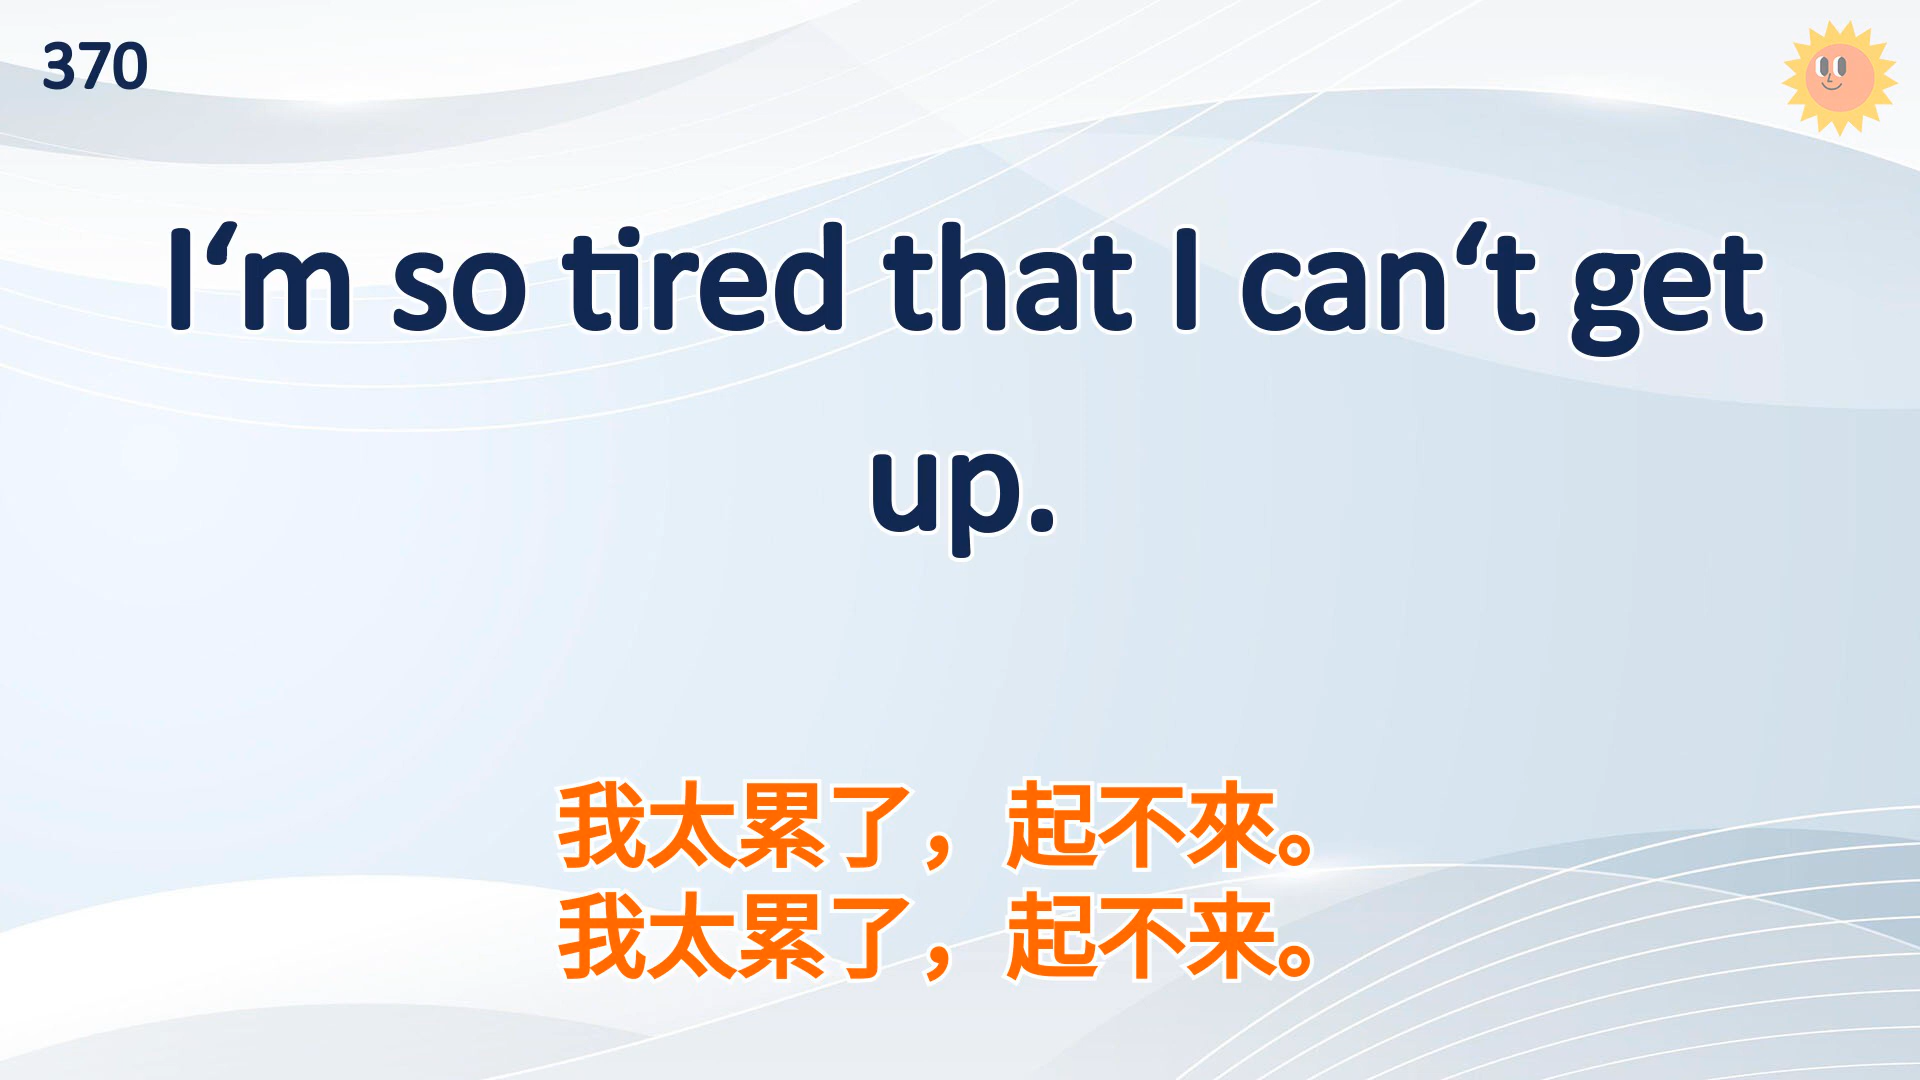 370
I‘m so tired that I can‘t get
up.
我太累了，起不來。
我太累了，起不来。